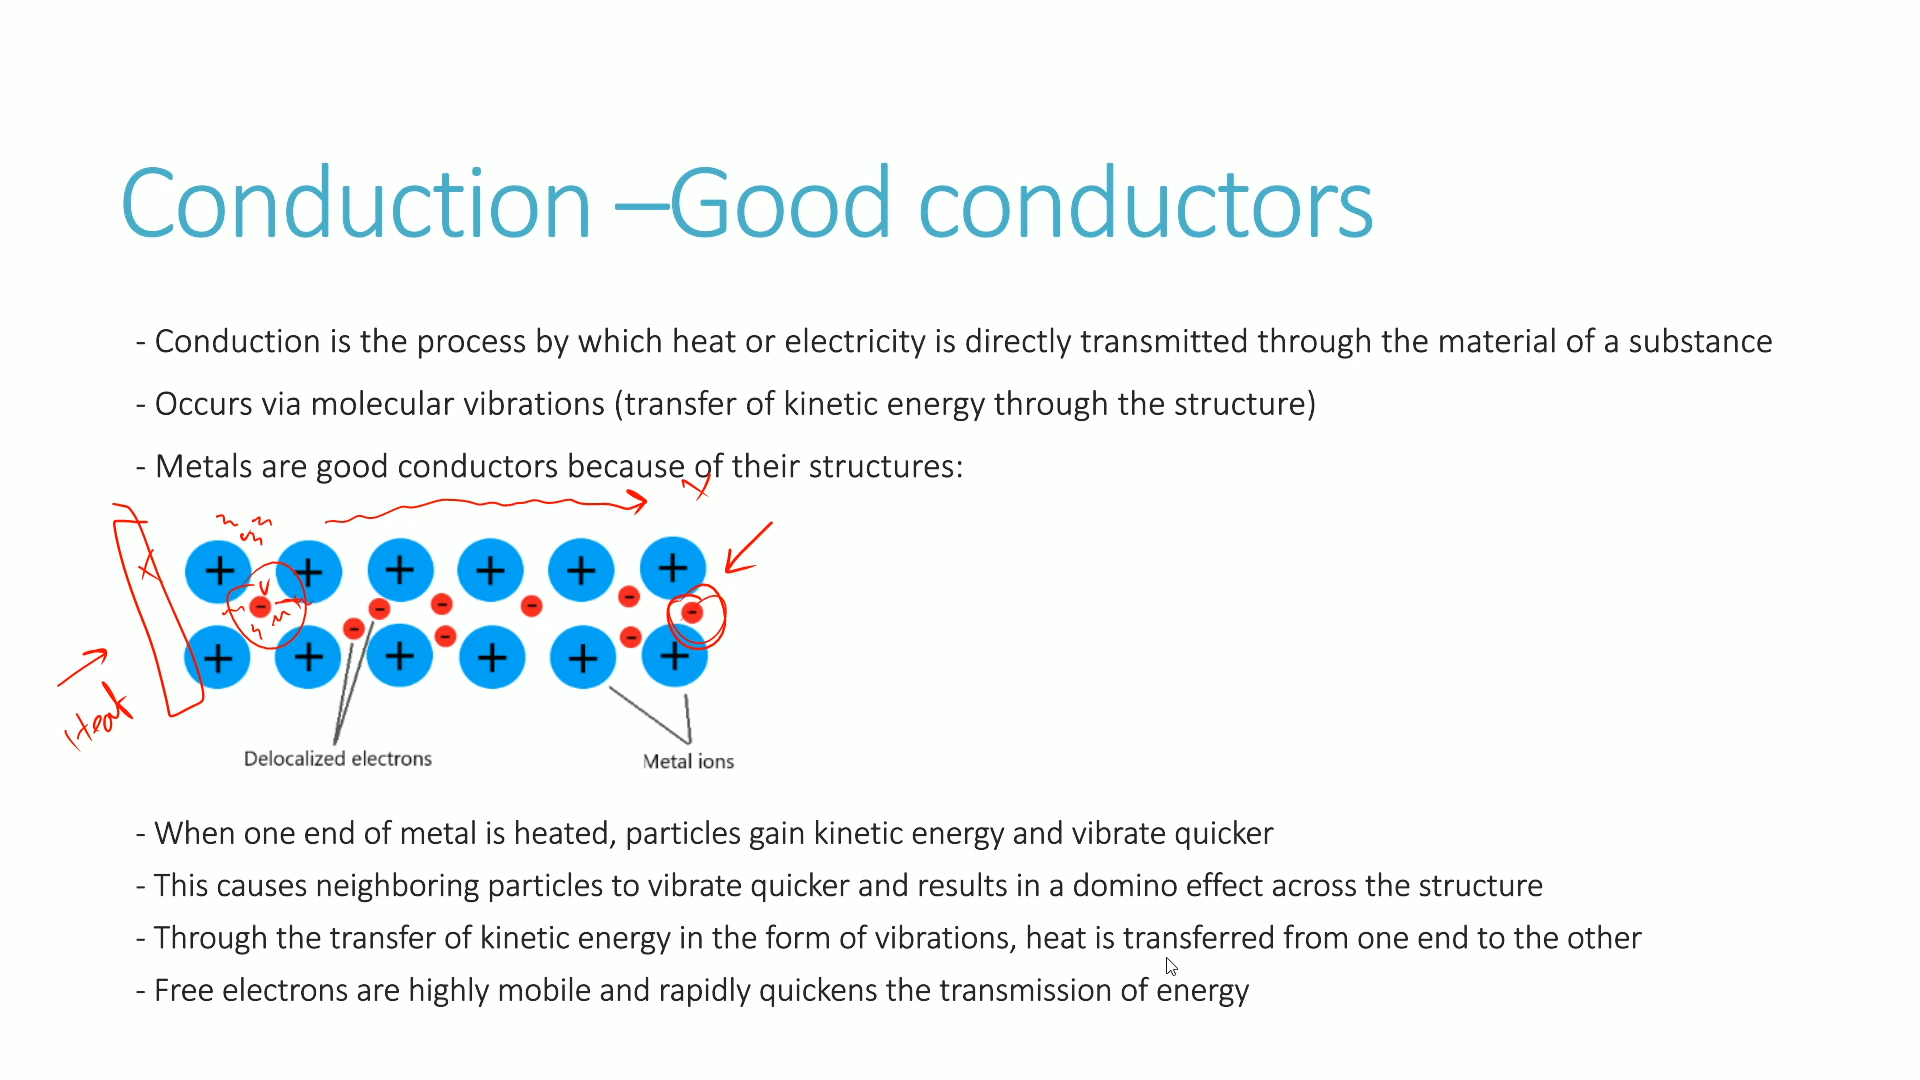 Conduction –Good conductors
- Conduction is the process by which heat or electricity is directly transmitted through the material of a substance
- Occurs via molecular vibrations (transfer of kinetic energy through the structure)
- Metals are good conductors because of their structures:
+ + + + + +
- - - - - - - - -
+ + + + + +
Heat
Delocalized electrons
Metal ions
- When one end of metal is heated, particles gain kinetic energy and vibrate quicker
- This causes neighboring particles to vibrate quicker and results in a domino effect across the structure
- Through the transfer of kinetic energy in the form of vibrations, heat is transferred from one end to the other
- Free electrons are highly mobile and rapidly quickens the transmission of energy